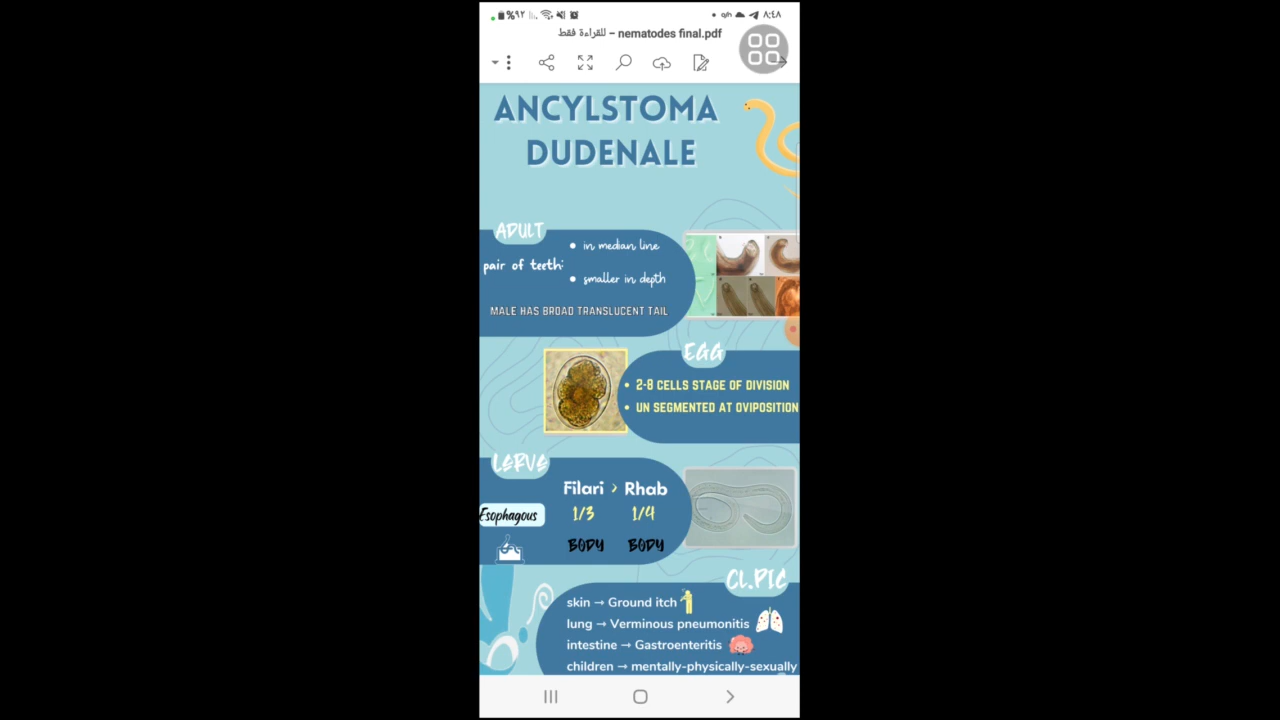 %٩٢ ٨:٤٨
nematodes final.pdf – للقراءة فقط
ANCYLSTOMA
DUDENALE
ADULT
pair of teeth:
• in median line
• smaller in depth
MALE HAS BROAD TRANSLUCENT TAIL
EGG
• 2-8 CELLS STAGE OF DIVISION
• UN SEGMENTED AT OVIPOSITION
LERVE
Filari > Rhab
Esophagous 1/3 1/4
BODY BODY
CL.PIC
skin → Ground itch
lung → Verminous pneumonitis
intestine → Gastroenteritis
children → mentally-physically-sexually